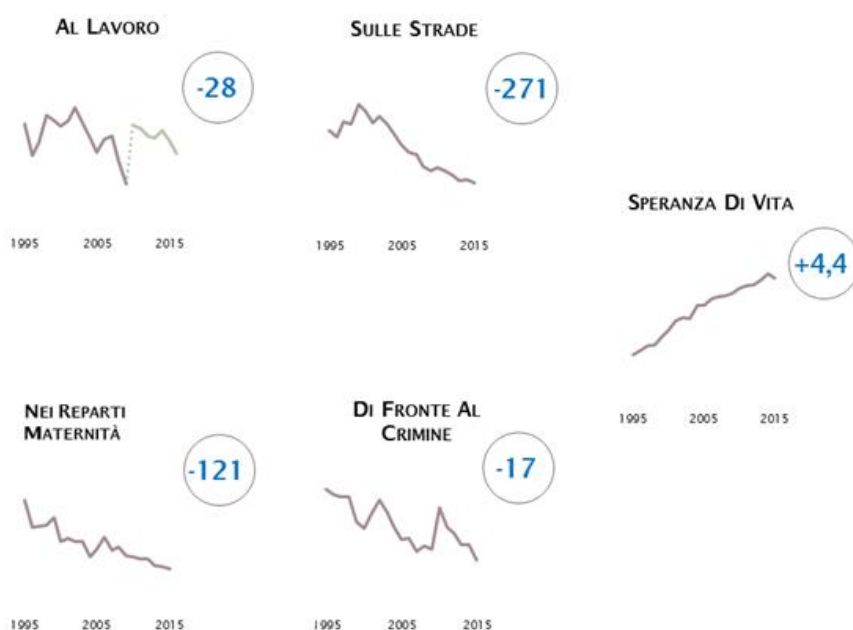 AL LAVORO
-28
1995 2005 2015
SULLE STRADE
-271
1995 2005 2015
SPERANZA DI VITA
+4,4
1995 2005 2015
NEI REPARTI
MATERNITÀ
-121
1995 2005 2015
DI FRONTE AL
CRIMINE
-17
1995 2005 2015